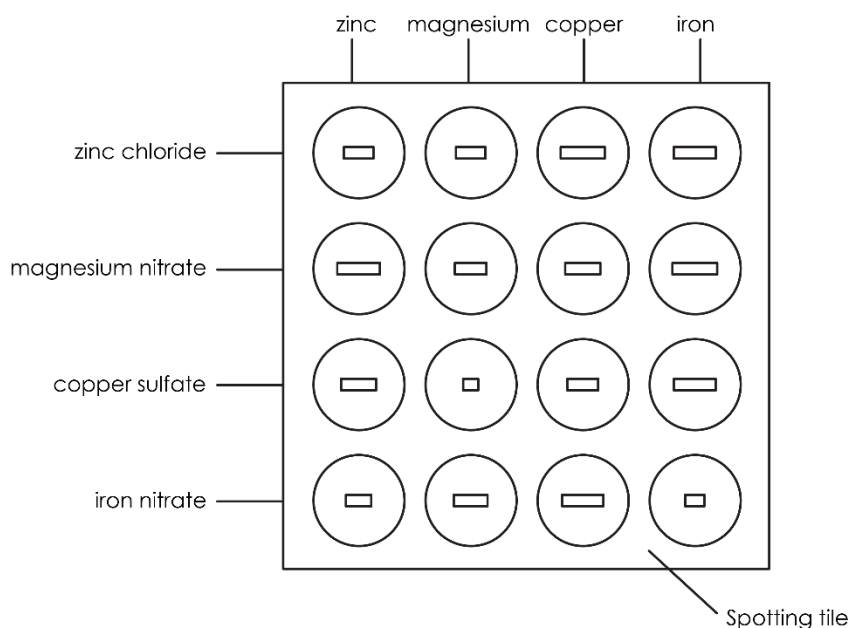 zinc magnesium copper iron
zinc chloride
magnesium nitrate
copper sulfate
iron nitrate
Spotting tile